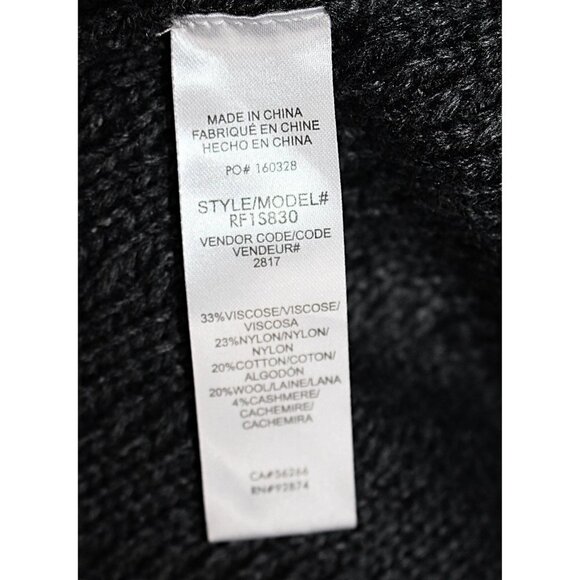 MADE IN CHINA
FABRIQUÉ EN CHINE
HECHO EN CHINA
PO# 160328
STYLE/MODEL#
RF1S830
VENDOR CODE/CODE
VENDEUR#
2817
33%VISCOSE/VISCOSE/
VISCOSA
23%NYLON/NYLON/
NYLON
20%COTTON/COTON/
ALGODÓN
20%WOOL/LAINE/LANA
4%CASHMERE/
CACHEMIRE/
CACHEMIRA
CA#56266
RN#92874